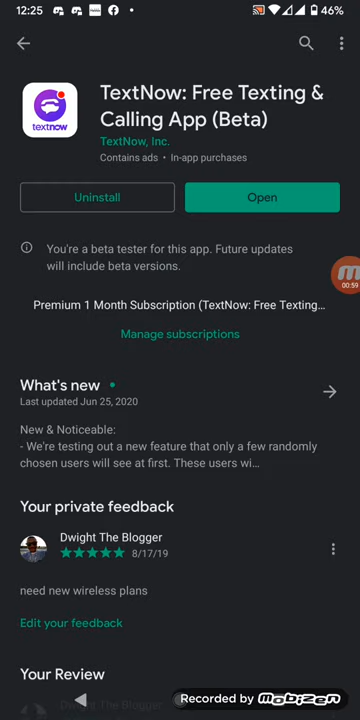 12:25
46%
TextNow: Free Texting &
Calling App (Beta)
textnow
TextNow, Inc.
Contains ads • In-app purchases
Uninstall
Open
You're a beta tester for this app. Future updates
will include beta versions.
00:59
Premium 1 Month Subscription (TextNow: Free Texting...
Manage subscriptions
What's new
Last updated Jun 25, 2020
New & Noticeable:
- We're testing out a new feature that only a few randomly
chosen users will see at first. These users wi...
Your private feedback
Dwight The Blogger
8/17/19
need new wireless plans
Edit your feedback
Your Review
Dwight The Blogger
Recorded by MOBIZEN